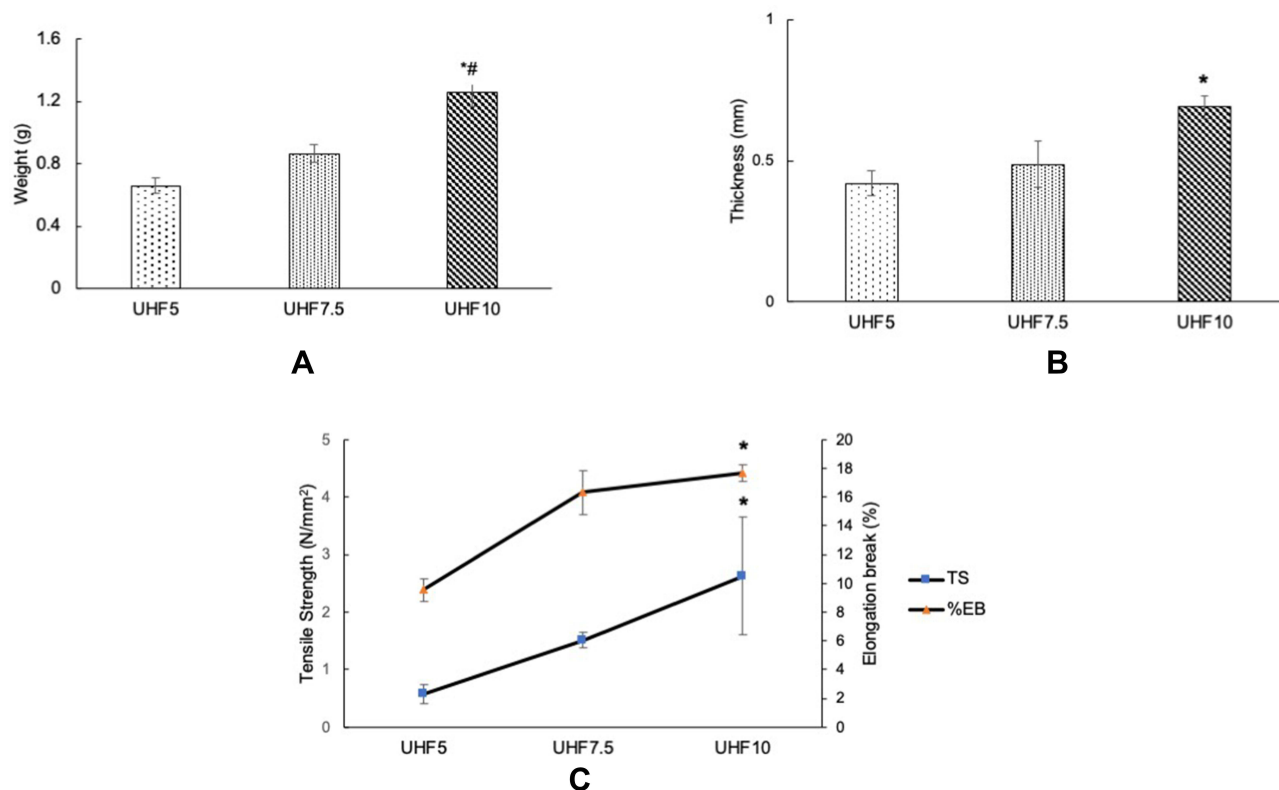 Weight (g)
1.6
1.2
0.8
0.4
0
*#
UHF5 UHF7.5 UHF10
A
Thickness (mm)
1
0.5
0
*
UHF5 UHF7.5 UHF10
B
Tensile Strength (N/mm²)
5
4
3
2
1
0
*
*
20
18
16
14
12
10
8
6
4
2
0
Elongation break (%)
UHF5 UHF7.5 UHF10
TS
%EB
C